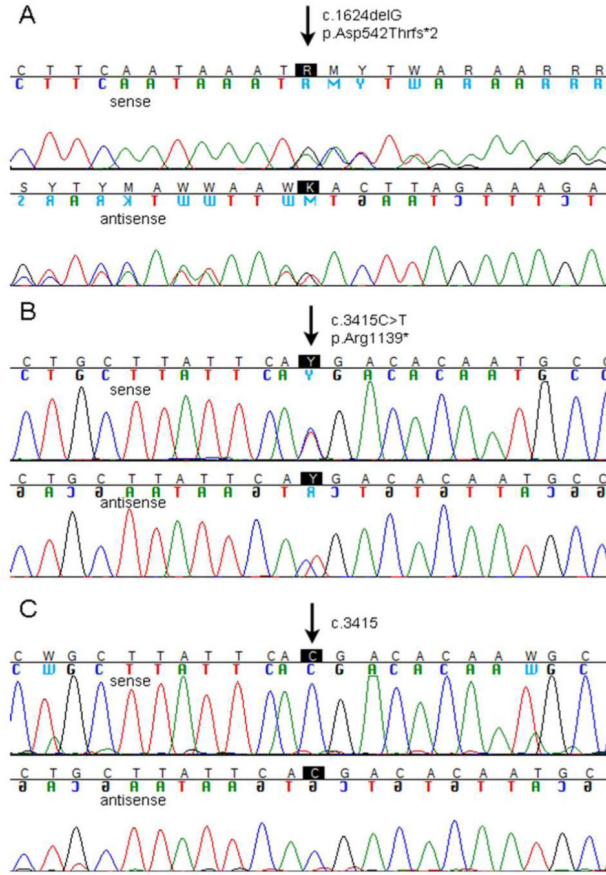 A
c.1624delG
p.Asp542Thrfs*2
C T T C A A T A A A T R M Y T W A R A A R R R
C T T C A A T A A A T R M Y T W A R A A R R R
sense
S Y T Y M A W W A A W K A C T T A G A A A G A
S R A R K T W W T T W M T G A A T C T T T C T
antisense
B
c.3415C>T
p.Arg1139*
C T G C T T A T T C A Y G A C A C A A T G C C
C T G C T T A T T C A Y G A C A C A A T G C C
sense
C T G C T T A T T C A Y G A C A C A A T G C C
G A C G A A T A A G T R C T G T G T T A C G G
antisense
C
c.3415
C W G C T T A T T C A C G A C A C A A W G C
C W G C T T A T T C A C G A C A C A A W G C
sense
C T G C T T A T T C A C G A C A C A A T G C
G A C G A A T A A G T G C T G T G T T A C G
antisense